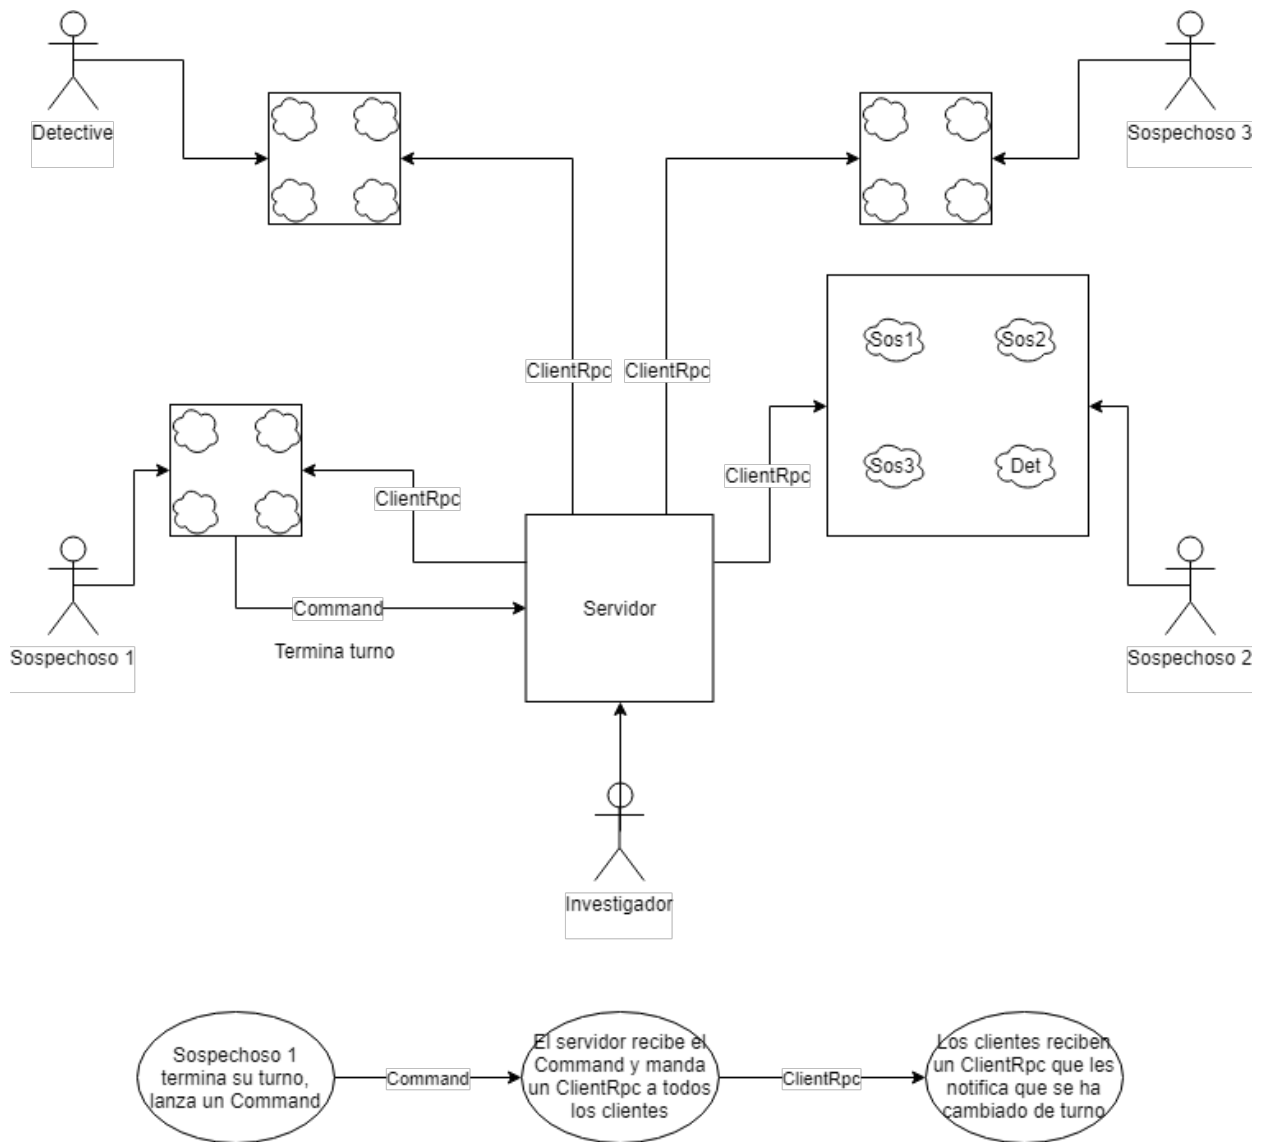 Detective
Sospechoso 3
ClientRpc
ClientRpc
Sos1
Sos2
Sos3
Det
ClientRpc
ClientRpc
Servidor
Command
Termina turno
Sospechoso 1
Sospechoso 2
Investigador
Sospechoso 1
termina su turno,
lanza un Command
Command
El servidor recibe el
Command y manda
un ClientRpc a todos
los clientes
ClientRpc
Los clientes reciben
un ClientRpc que les
notifica que se ha
cambiado de turno